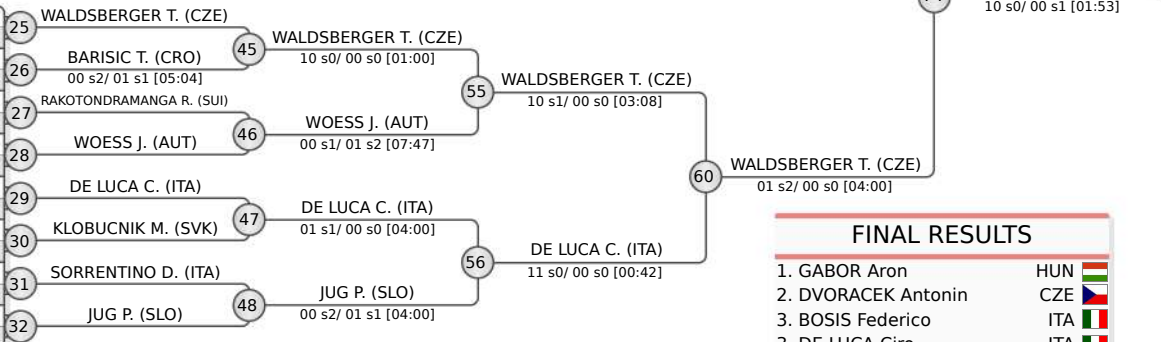 10 s0/ 00 s1 [01:53]
25
WALDSBERGER T. (CZE)
45
WALDSBERGER T. (CZE)
10 s0/ 00 s0 [01:00]
26
BARISIC T. (CRO)
00 s2/ 01 s1 [05:04]
55
WALDSBERGER T. (CZE)
10 s1/ 00 s0 [03:08]
27
RAKOTONDRAMANGA R. (SUI)
46
WOESS J. (AUT)
00 s1/ 01 s2 [07:47]
28
WOESS J. (AUT)
60
WALDSBERGER T. (CZE)
01 s2/ 00 s0 [04:00]
29
DE LUCA C. (ITA)
47
DE LUCA C. (ITA)
01 s1/ 00 s0 [04:00]
30
KLOBUCNIK M. (SVK)
56
DE LUCA C. (ITA)
11 s0/ 00 s0 [00:42]
31
SORRENTINO D. (ITA)
48
JUG P. (SLO)
00 s2/ 01 s1 [04:00]
32
JUG P. (SLO)
FINAL RESULTS
1. GABOR Aron HUN
2. DVORACEK Antonin CZE
3. BOSIS Federico ITA
3. DE LUCA Ciro ITA